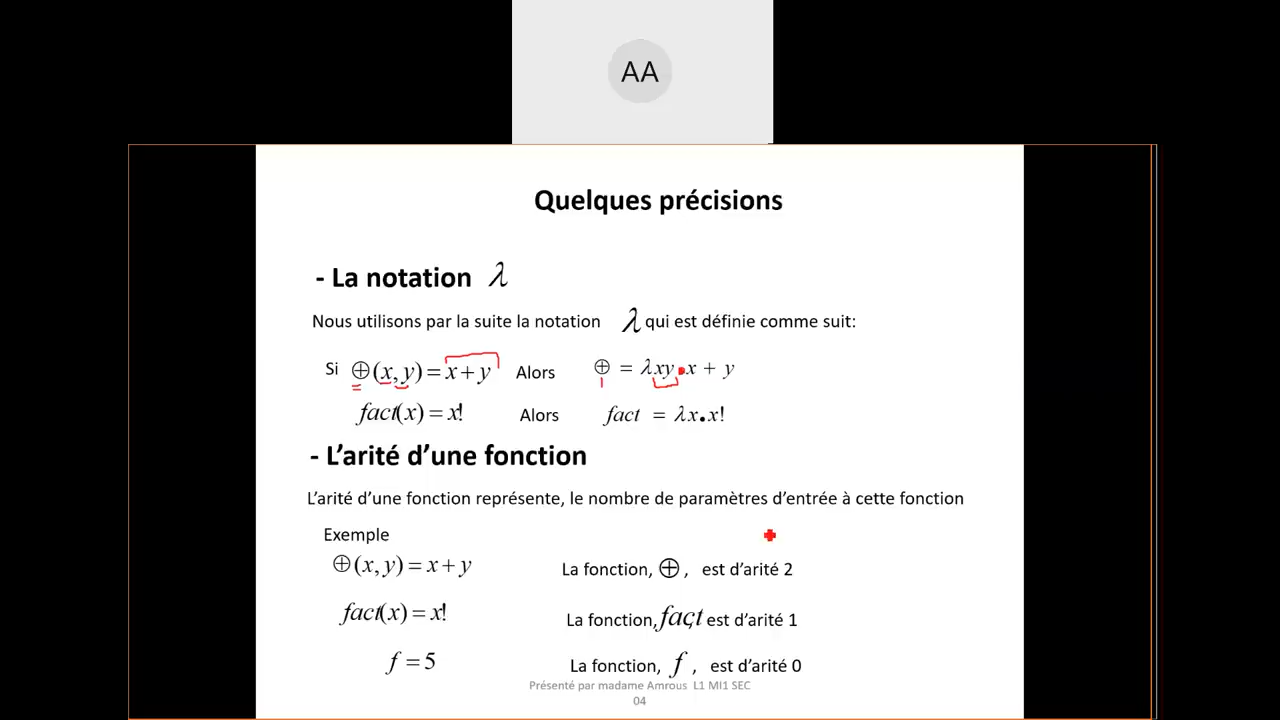 AA
Quelques précisions
- La notation λ
Nous utilisons par la suite la notation λ qui est définie comme suit:
Si ⊕(x, y) = x + y Alors ⊕ = λxy•x + y
fact(x) = x! Alors fact = λx•x!
- L'arité d'une fonction
L'arité d'une fonction représente, le nombre de paramètres d'entrée à cette fonction
Exemple
⊕(x, y) = x + y La fonction, ⊕, est d'arité 2
fact(x) = x! La fonction, fact, est d'arité 1
f = 5 La fonction, f, est d'arité 0
Présenté par madame Amrous L1 MI1 SEC
04